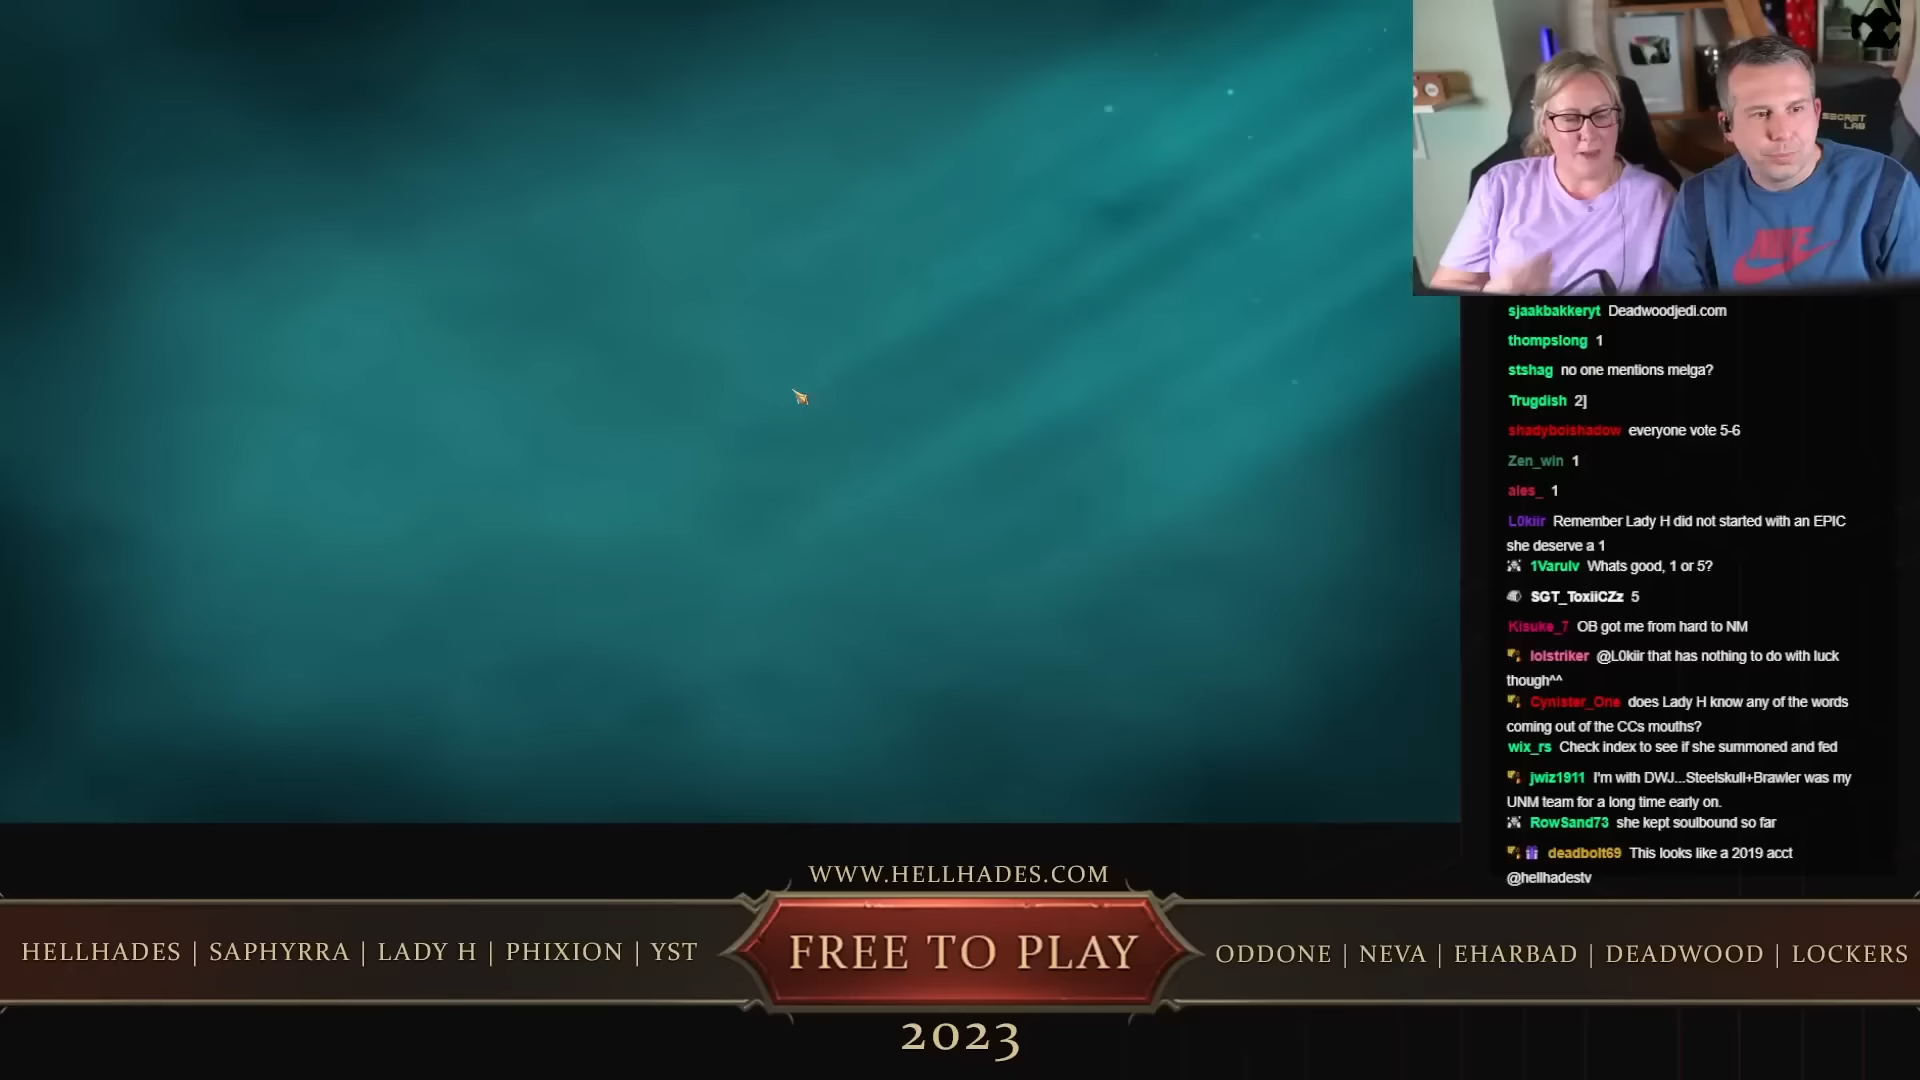 SECRET
LAB
NIKE
sjaakbakkeryt Deadwoodjedi.com
thompslong 1
stshag no one mentions melga?
Trugdish 2]
shadyboishadow everyone vote 5-6
Zen_win 1
ales_ 1
L0kiir Remember Lady H did not started with an EPIC
she deserve a 1
1Varulv Whats good, 1 or 5?
SGT_ToxiiCZz 5
Kisuke_7 OB got me from hard to NM
lolstriker @L0kiir that has nothing to do with luck
though^^
Cynister_One does Lady H know any of the words
coming out of the CCs mouths?
wix_rs Check index to see if she summoned and fed
jwiz1911 I'm with DWJ...Steelskull+Brawler was my
UNM team for a long time early on.
RowSand73 she kept soulbound so far
deadbolt69 This looks like a 2019 acct
@hellhadestv
WWW.HELLHADES.COM
HELLHADES | SAPHYRRA | LADY H | PHIXION | YST
FREE TO PLAY
ODDONE | NEVA | EHARBAD | DEADWOOD | LOCKERS
2023